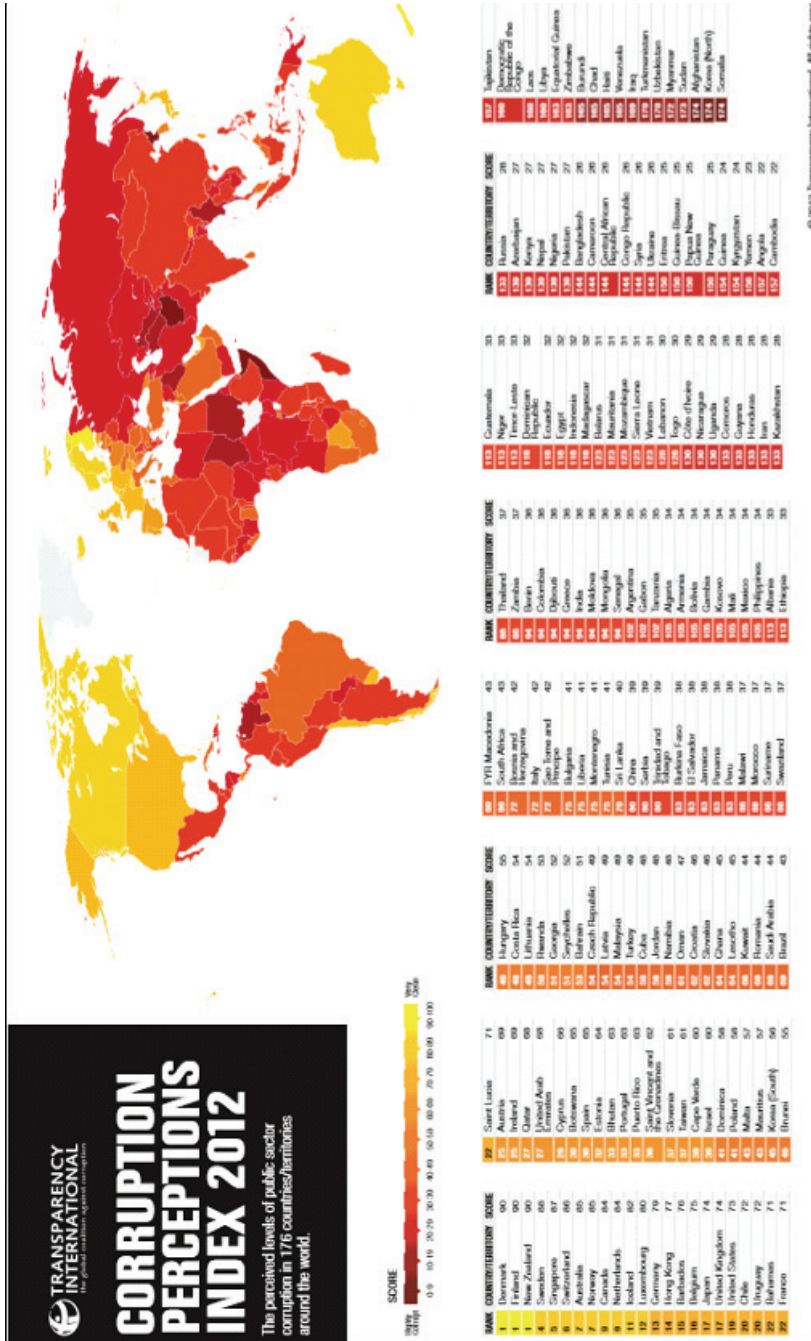 TRANSPARENCY
INTERNATIONAL
the global coalition against corruption
CORRUPTION
PERCEPTIONS
INDEX 2012
The perceived levels of public sector
corruption in 176 countries/territories
around the world.
SCORE
Highly
Corrupt
Very
Clean
0-9 10-19 20-29 30-39 40-49 50-59 60-69 70-79 80-89 90-100
RANK COUNTRY/TERRITORY SCORE
1 Denmark 90
1 Finland 90
1 New Zealand 90
4 Sweden 88
5 Singapore 87
6 Switzerland 86
7 Australia 85
7 Norway 85
9 Canada 84
9 Netherlands 84
11 Iceland 82
12 Luxembourg 80
13 Germany 79
14 Hong Kong 77
15 Barbados 76
16 Belgium 75
17 Japan 74
17 United Kingdom 74
19 United States 73
20 Chile 72
20 Uruguay 72
22 Bahamas 71
22 France 71
22 Saint Lucia 71
25 Austria 69
25 Ireland 69
27 Qatar 68
27 United Arab
Emirates 68
29 Cyprus 66
30 Botswana 65
30 Spain 65
32 Estonia 64
33 Bhutan 63
33 Portugal 63
33 Puerto Rico 63
36 Saint Vincent and
the Grenadines 62
37 Slovenia 61
37 Taiwan 61
39 Cape Verde 60
39 Israel 60
41 Dominica 58
41 Poland 58
43 Malta 57
43 Mauritius 57
45 Korea (South) 56
46 Brunei 55
RANK COUNTRY/TERRITORY SCORE
46 Hungary 55
48 Costa Rica 54
48 Lithuania 54
50 Rwanda 53
51 Georgia 52
51 Seychelles 52
53 Bahrain 51
54 Czech Republic 49
54 Latvia 49
54 Malaysia 49
54 Turkey 49
58 Cuba 48
58 Jordan 48
58 Namibia 48
61 Oman 47
62 Croatia 46
62 Slovakia 46
64 Ghana 45
64 Lesotho 45
66 Kuwait 44
66 Romania 44
66 Saudi Arabia 44
69 Brazil 43
69 FYR Macedonia 43
69 South Africa 43
72 Bosnia and
Herzegovina 42
72 Italy 42
72 Sao Tome and
Principe 42
75 Bulgaria 41
75 Liberia 41
75 Montenegro 41
75 Tunisia 41
79 Sri Lanka 40
80 China 39
80 Serbia 39
80 Trinidad and
Tobago 39
83 Burkina Faso 38
83 El Salvador 38
83 Jamaica 38
83 Panama 38
83 Peru 38
88 Malawi 37
88 Morocco 37
88 Suriname 37
88 Swaziland 37
RANK COUNTRY/TERRITORY SCORE
88 Thailand 37
88 Zambia 37
94 Benin 36
94 Colombia 36
94 Djibouti 36
94 Greece 36
94 India 36
94 Moldova 36
94 Mongolia 36
94 Senegal 36
102 Argentina 35
102 Gabon 35
102 Tanzania 35
105 Algeria 34
105 Armenia 34
105 Bolivia 34
105 Gambia 34
105 Kosovo 34
105 Mali 34
105 Mexico 34
105 Philippines 34
113 Albania 33
113 Ethiopia 33
113 Guatemala 33
113 Niger 33
113 Timor-Leste 33
118 Dominican
Republic 32
118 Ecuador 32
118 Egypt 32
118 Indonesia 32
118 Madagascar 32
123 Belarus 31
123 Mauritania 31
123 Mozambique 31
123 Sierra Leone 31
123 Vietnam 31
128 Lebanon 30
128 Togo 30
130 Côte d'Ivoire 29
130 Nicaragua 29
130 Uganda 29
133 Comoros 28
133 Guyana 28
133 Honduras 28
133 Iran 28
133 Kazakhstan 28
RANK COUNTRY/TERRITORY SCORE
133 Russia 28
139 Azerbaijan 27
139 Kenya 27
139 Nepal 27
139 Nigeria 27
139 Pakistan 27
144 Bangladesh 26
144 Cameroon 26
144 Central African
Republic 26
144 Congo Republic 26
144 Syria 26
144 Ukraine 26
150 Eritrea 25
150 Guinea-Bissau 25
150 Papua New
Guinea 25
150 Paraguay 25
154 Guinea 24
154 Kyrgyzstan 24
156 Yemen 23
157 Angola 22
157 Cambodia 22
157 Tajikistan
160 Democratic
Republic of the
Congo
160 Laos
160 Libya
163 Equatorial Guinea
163 Zimbabwe
165 Burundi
165 Chad
165 Haiti
165 Venezuela
169 Iraq
170 Turkmenistan
170 Uzbekistan
172 Myanmar
173 Sudan
174 Afghanistan
174 Korea (North)
174 Somalia